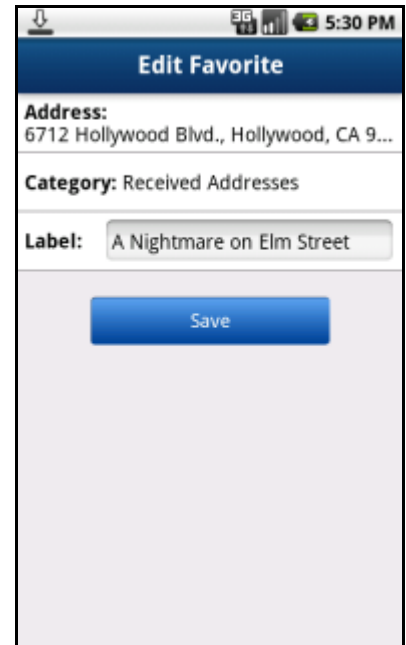 3G 5:30 PM
Edit Favorite
Address:
6712 Hollywood Blvd., Hollywood, CA 9...
Category: Received Addresses
Label: A Nightmare on Elm Street
Save